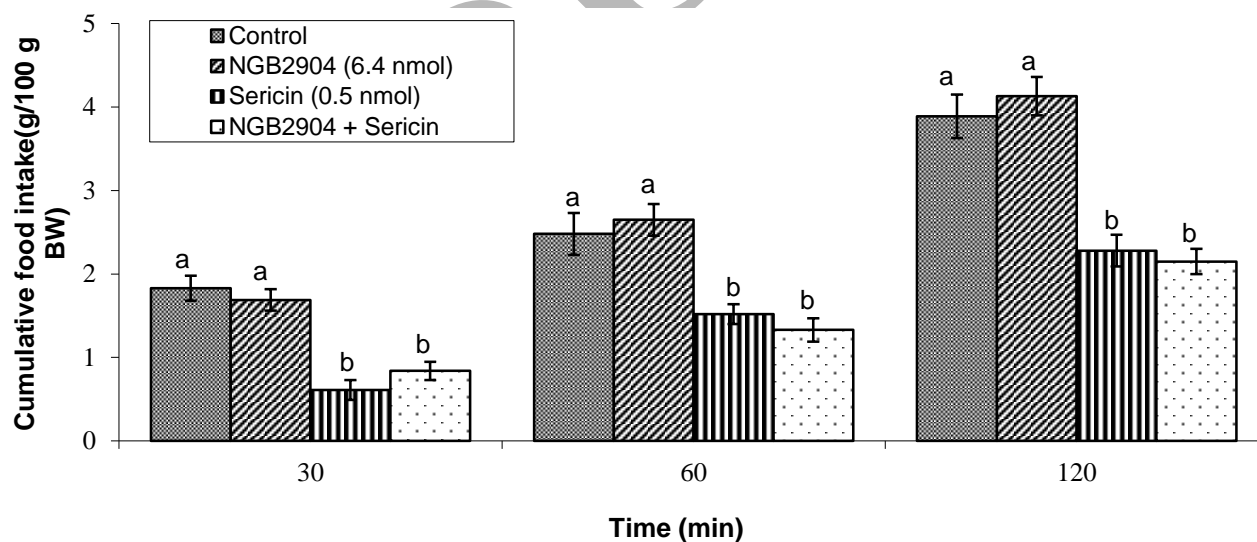 Cumulative food intake(g/100 g
BW)
5
4
3
2
1
0
Control
NGB2904 (6.4 nmol)
Sericin (0.5 nmol)
NGB2904 + Sericin
a
a
b
b
a
a
b
b
a
a
b
b
30
60
120
Time (min)